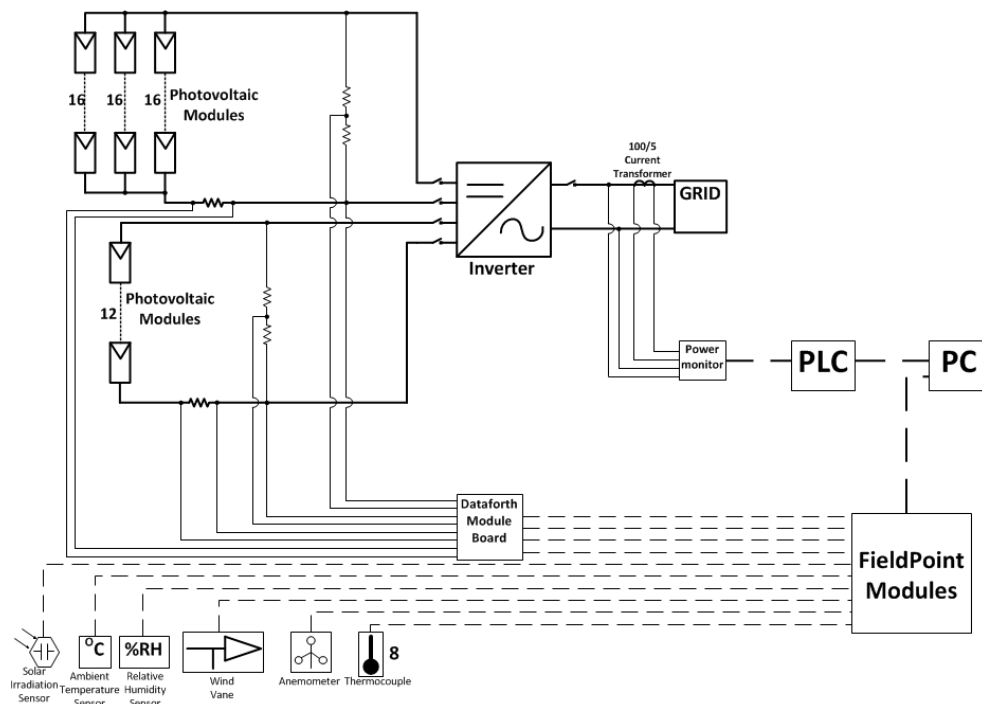 16
16
16
Photovoltaic
Modules
100/5
Current
Transformer
GRID
Inverter
12
Photovoltaic
Modules
Power
monitor
PLC
PC
Dataforth
Module
Board
FieldPoint
Modules
Solar
Irradiation
Sensor
°C
Ambient
Temperature
Sensor
%RH
Relative
Humidity
Sensor
Wind
Vane
Anemometer
8
Thermocouple